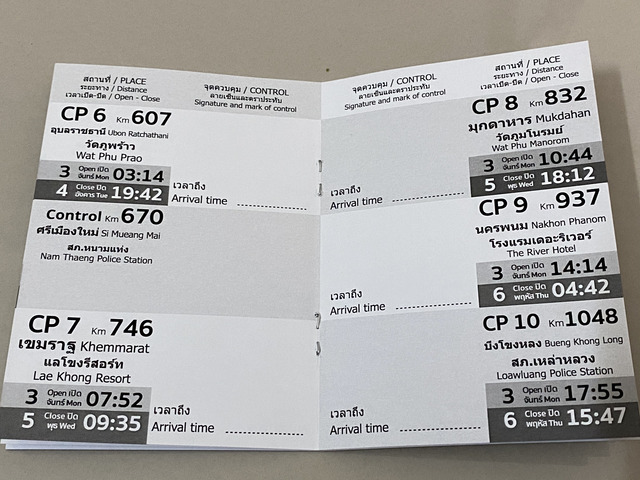 สถานที่ / PLACE
ระยะทาง / Distance
เวลาเปิด-ปิด / Open - Close
จุดควบคุม / CONTROL
ลายเซ็นและตราประทับ
Signature and mark of control
CP 6 Km 607
อุบลราชธานี Ubon Ratchathani
วัดภูพร้าว
Wat Phu Prao
3 Open เปิด จันทร์ Mon 03:14
4 Close ปิด อังคาร Tue 19:42
เวลาถึง
Arrival time
Control Km 670
ศรีเมืองใหม่ Si Mueang Mai
สภ.หนามแท่ง
Nam Thaeng Police Station
CP 7 Km 746
เขมราฐ Khemmarat
แลโขงรีสอร์ท
Lae Khong Resort
3 Open เปิด จันทร์ Mon 07:52
5 Close ปิด พุธ Wed 09:35
เวลาถึง
Arrival time
จุดควบคุม / CONTROL
ลายเซ็นและตราประทับ
Signature and mark of control
สถานที่ / PLACE
ระยะทาง / Distance
เวลาเปิด-ปิด / Open - Close
CP 8 Km 832
มุกดาหาร Mukdahan
วัดภูมโนรมย์
Wat Phu Manorom
3 Open เปิด จันทร์ Mon 10:44
5 Close ปิด พุธ Wed 18:12
เวลาถึง
Arrival time
CP 9 Km 937
นครพนม Nakhon Phanom
โรงแรมเดอะริเวอร์
The River Hotel
3 Open เปิด จันทร์ Mon 14:14
6 Close ปิด พฤหัส Thu 04:42
เวลาถึง
Arrival time
CP 10 Km 1048
บึงโขงหลง Bueng Khong Long
สภ.เหล่าหลวง
Loawluang Police Station
3 Open เปิด จันทร์ Mon 17:55
6 Close ปิด พฤหัส Thu 15:47
เวลาถึง
Arrival time